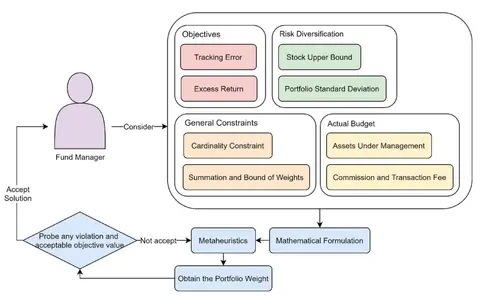 Objectives
Tracking Error
Excess Return
Risk Diversification
Stock Upper Bound
Portfolio Standard Deviation
Fund Manager
Consider
General Constraints
Cardinality Constraint
Summation and Bound of Weights
Actual Budget
Assets Under Management
Commission and Transaction Fee
Accept
Solution
Probe any violation and
acceptable objective value
Not accept
Metaheuristics
Mathematical Formulation
Obtain the Portfolio Weight